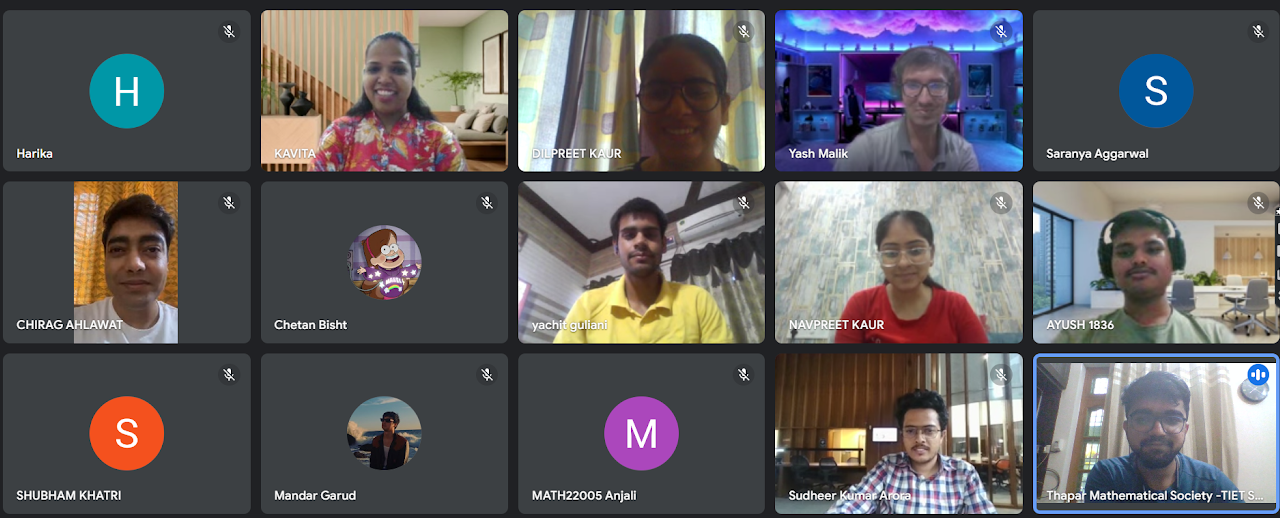 H
Harika
KAVITA
DILPREET KAUR
Yash Malik
S
Saranya Aggarwal
CHIRAG AHLAWAT
Chetan Bisht
yachit guliani
NAVPREET KAUR
AYUSH 1836
S
SHUBHAM KHATRI
Mandar Garud
M
MATH22005 Anjali
Sudheer Kumar Arora
Thapar Mathematical Society -TIET S...